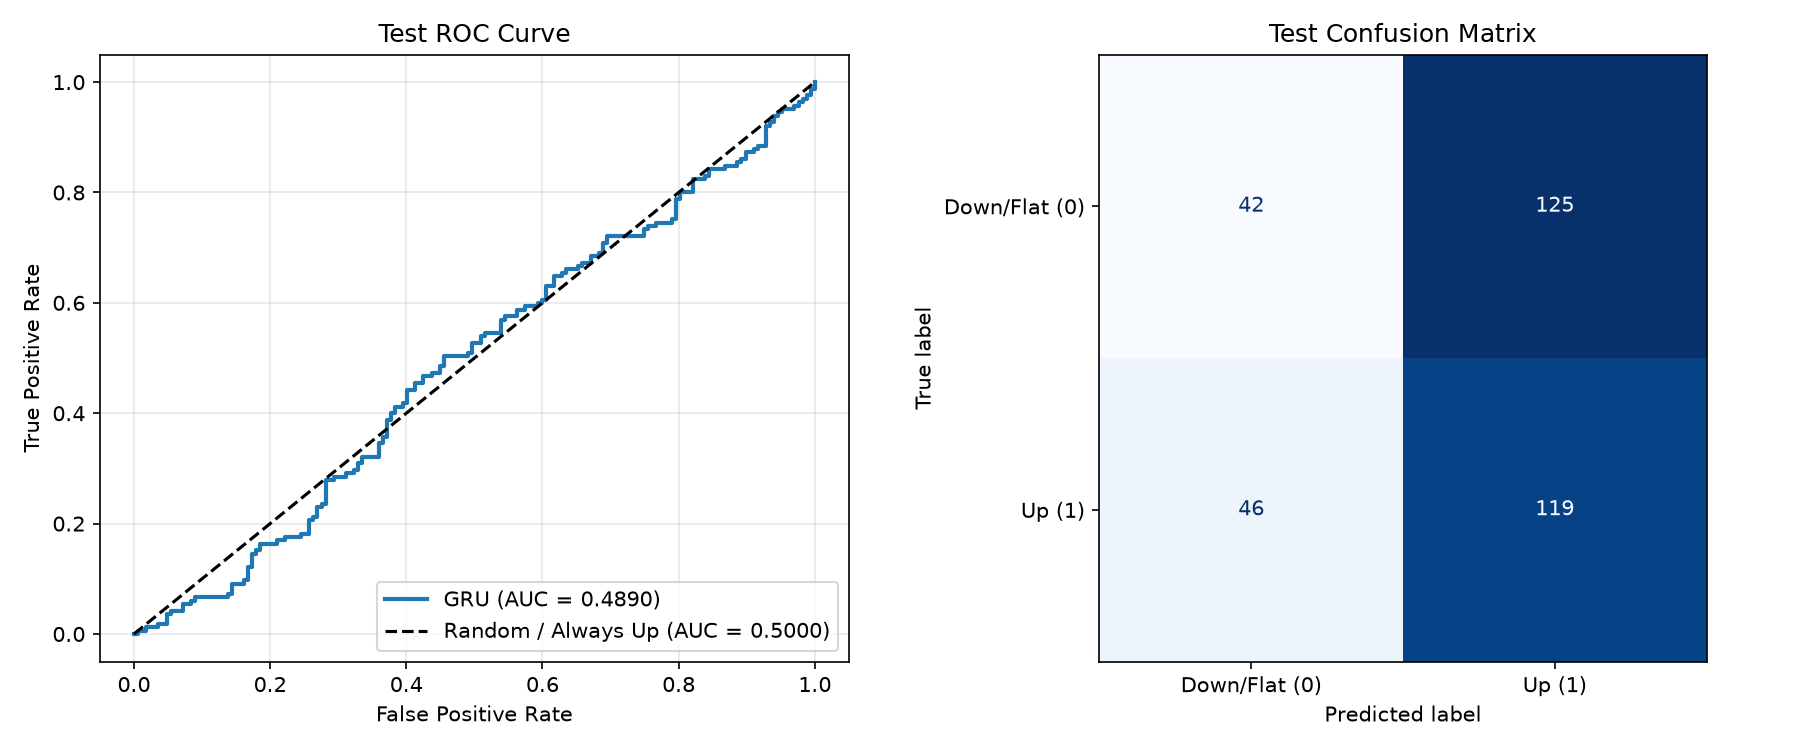 Test ROC Curve
True Positive Rate
1.0
0.8
0.6
0.4
0.2
0.0
GRU (AUC = 0.4890)
Random / Always Up (AUC = 0.5000)
0.0 0.2 0.4 0.6 0.8 1.0
False Positive Rate
Test Confusion Matrix
True label
Down/Flat (0) 42 125
Up (1) 46 119
Down/Flat (0) Up (1)
Predicted label